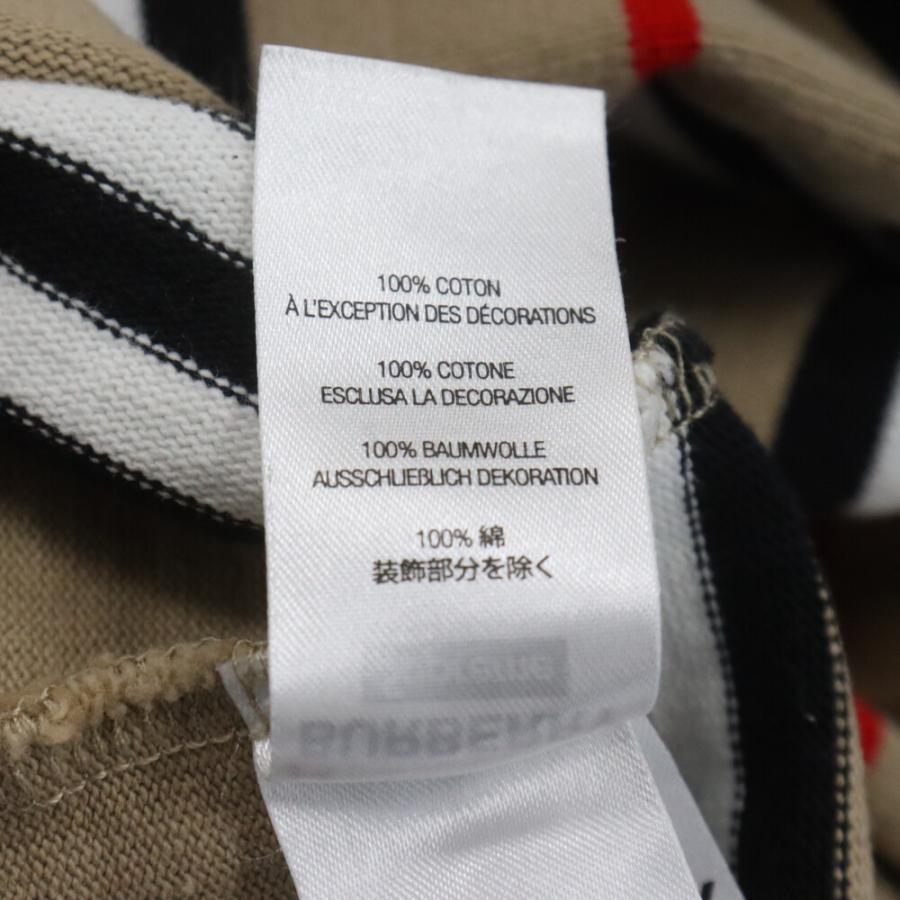 100% COTON
À L'EXCEPTION DES DÉCORATIONS
100% COTONE
ESCLUSA LA DECORAZIONE
100% BAUMWOLLE
AUSSCHLIEßLICH DEKORATION
100% 綿
装飾部分を除く
BURBERRY